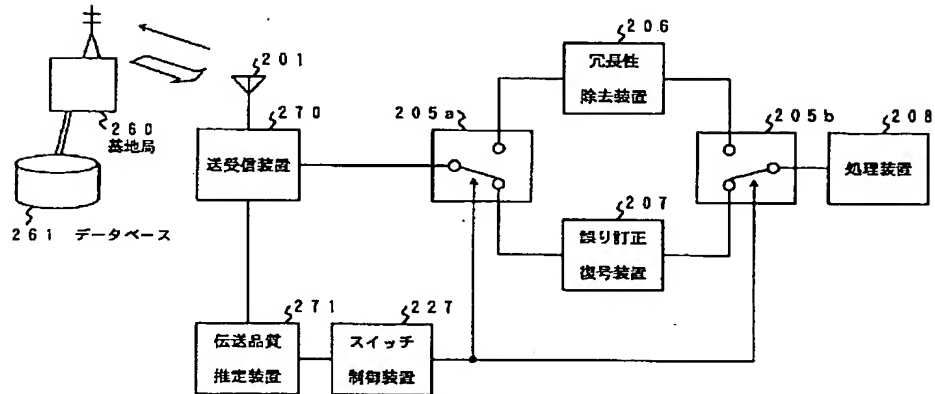 201
206
冗長性
除去装置
270
205a
205b
208
260
基地局
送受信装置
処理装置
207
誤り訂正
復号装置
261 データベース
271
227
伝送品質
推定装置
スイッチ
制御装置